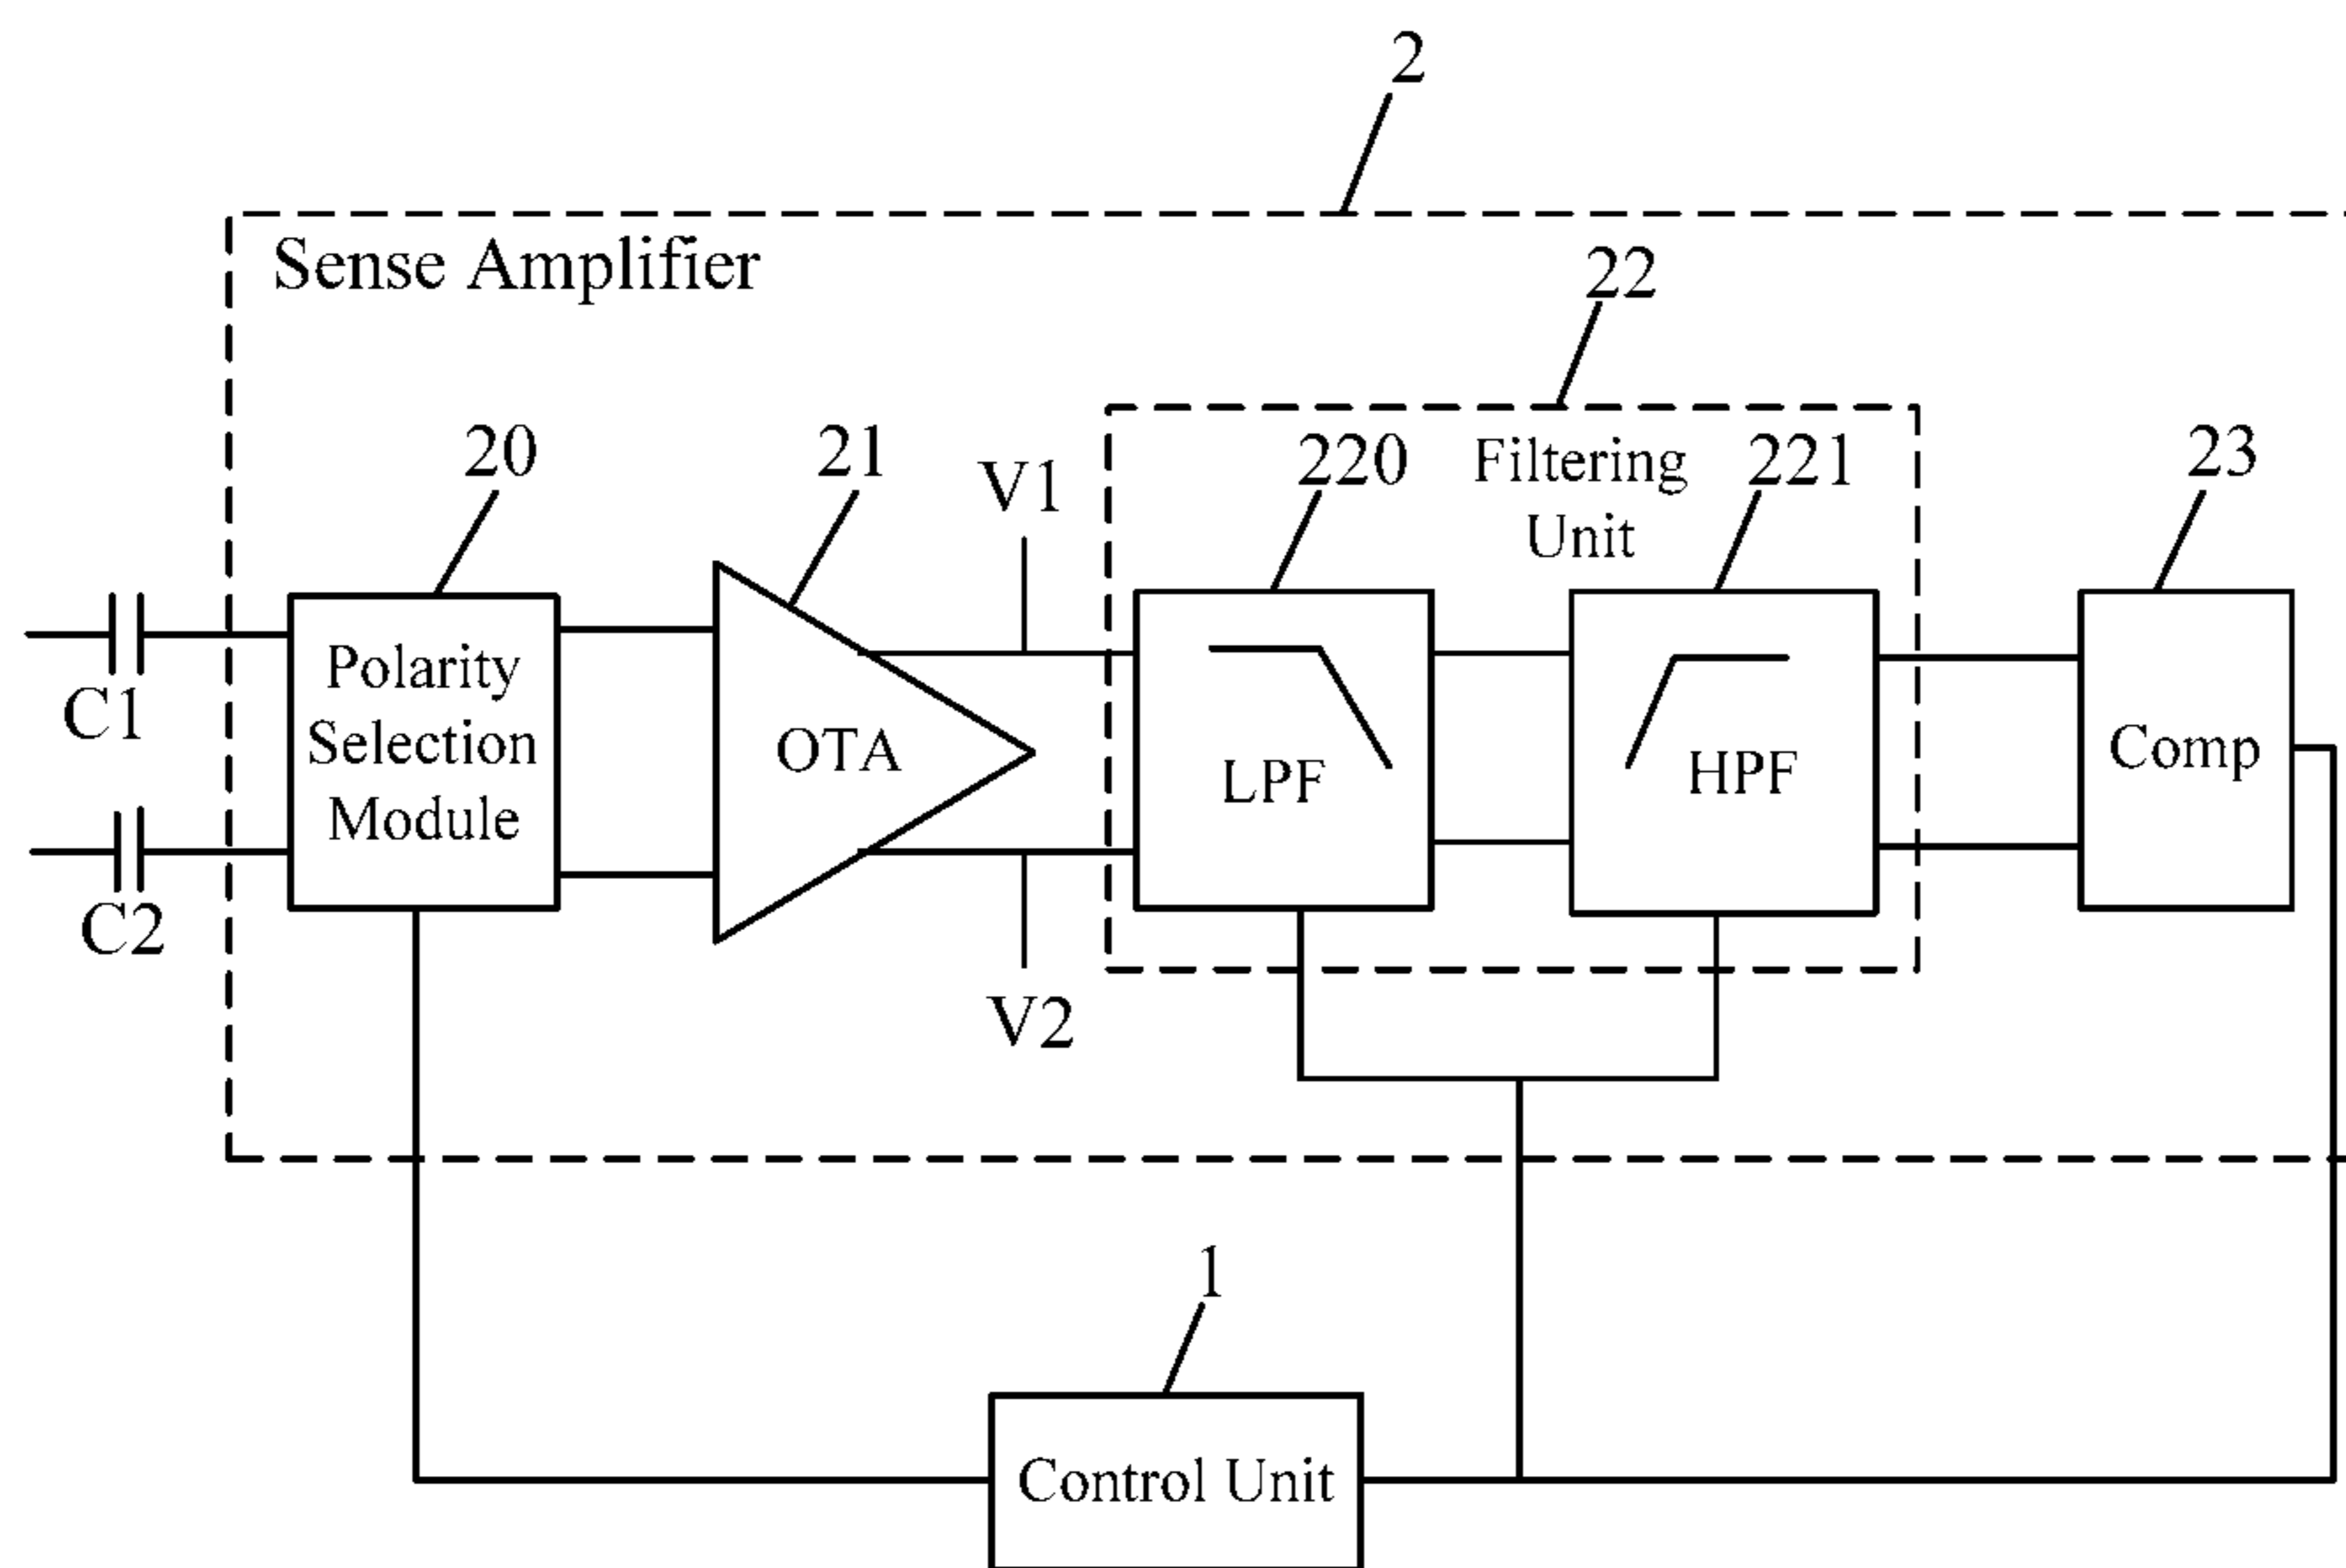 2
Sense Amplifier
22
20
21
V1
220
Filtering
Unit
221
23
C1
Polarity
Selection
Module
OTA
LPF
HPF
Comp
C2
V2
1
Control Unit